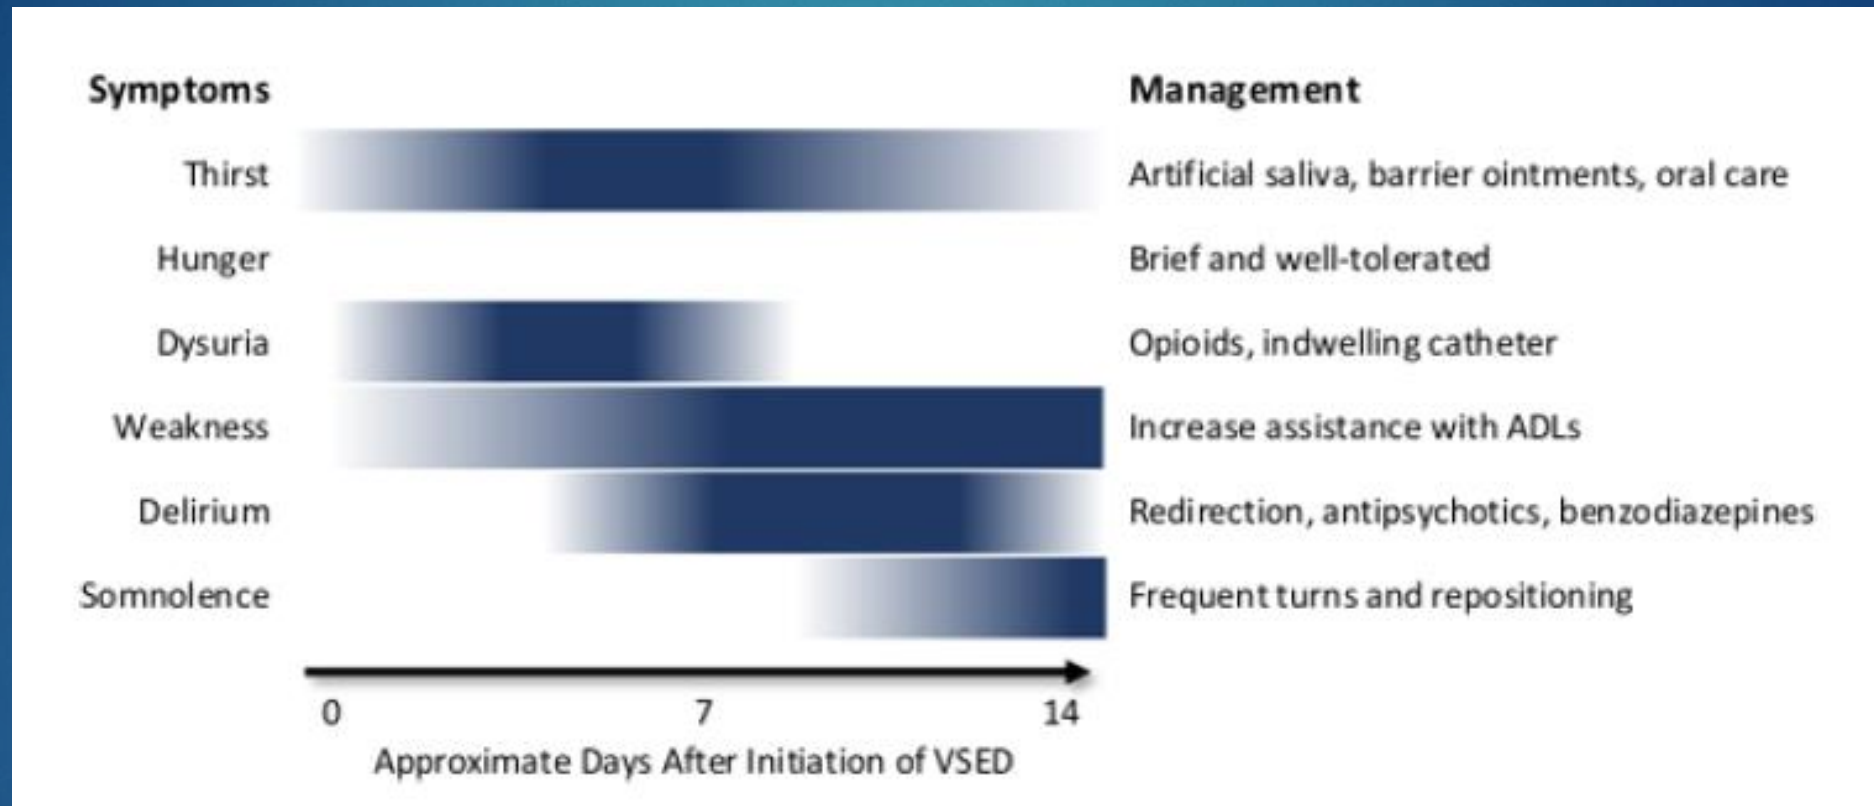 Symptoms Management
Thirst Artificial saliva, barrier ointments, oral care
Hunger Brief and well-tolerated
Dysuria Opioids, indwelling catheter
Weakness Increase assistance with ADLs
Delirium Redirection, antipsychotics, benzodiazepines
Somnolence Frequent turns and repositioning
0 7 14
Approximate Days After Initiation of VSED